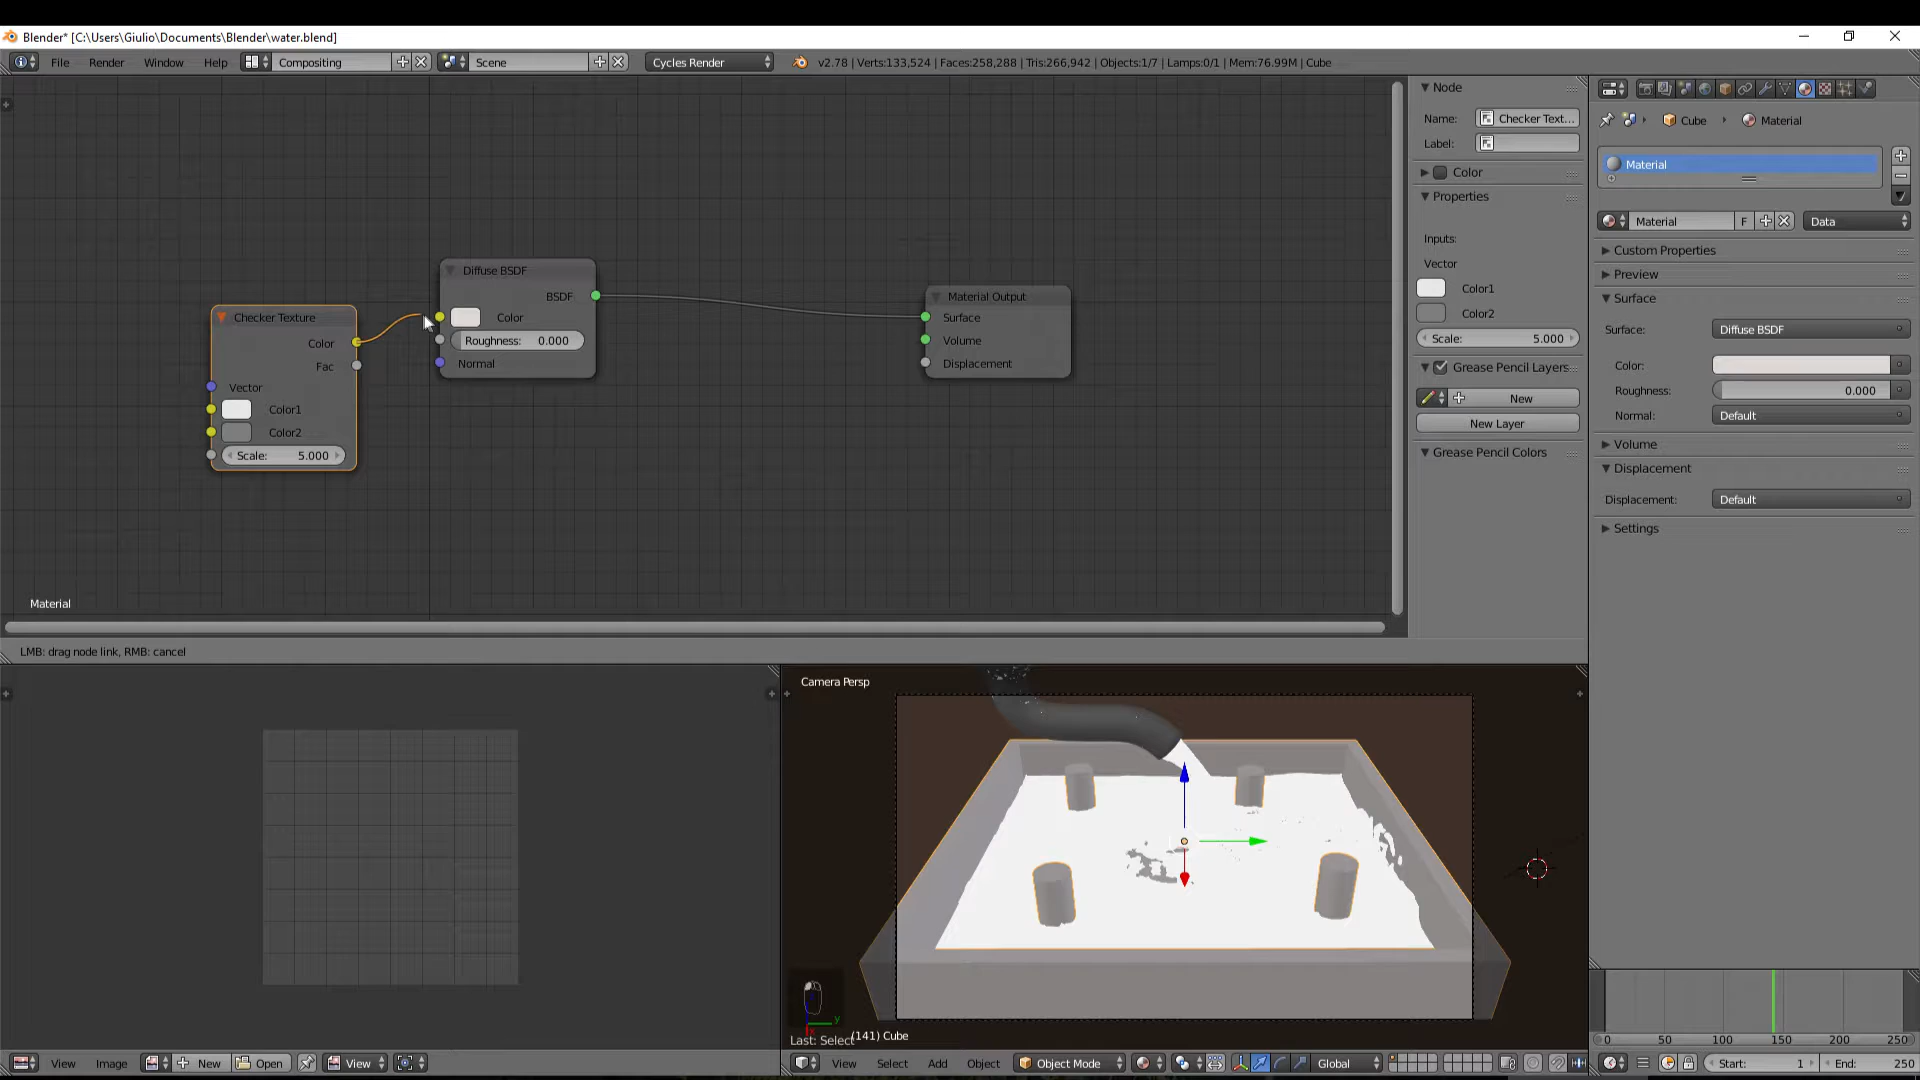 Blender* [C:\Users\Giulio\Documents\Blender\water.blend]
File Render Window Help Compositing Scene Cycles Render v2.78 | Verts:133,524 | Faces:258,288 | Tris:266,942 | Objects:1/7 | Lamps:0/1 | Mem:76.99M | Cube
Diffuse BSDF
BSDF
Color
Roughness: 0.000
Normal
Material Output
Surface
Volume
Displacement
Checker Texture
Color
Fac
Vector
Color1
Color2
Scale: 5.000
Material
LMB: drag node link, RMB: cancel
Node
Name: Checker Text...
Label:
Color
Properties
Inputs:
Vector
Color1
Color2
Scale: 5.000
Grease Pencil Layers
New
New Layer
Grease Pencil Colors
Cube Material
Material
Material F Data
Custom Properties
Preview
Surface
Surface: Diffuse BSDF
Color:
Roughness: 0.000
Normal: Default
Volume
Displacement
Displacement: Default
Settings
Camera Persp
y
x
Last: Select
(141) Cube
0 50 100 150 200 250
View Image New Open View
View Select Add Object Object Mode Global
Start: 1 End: 250